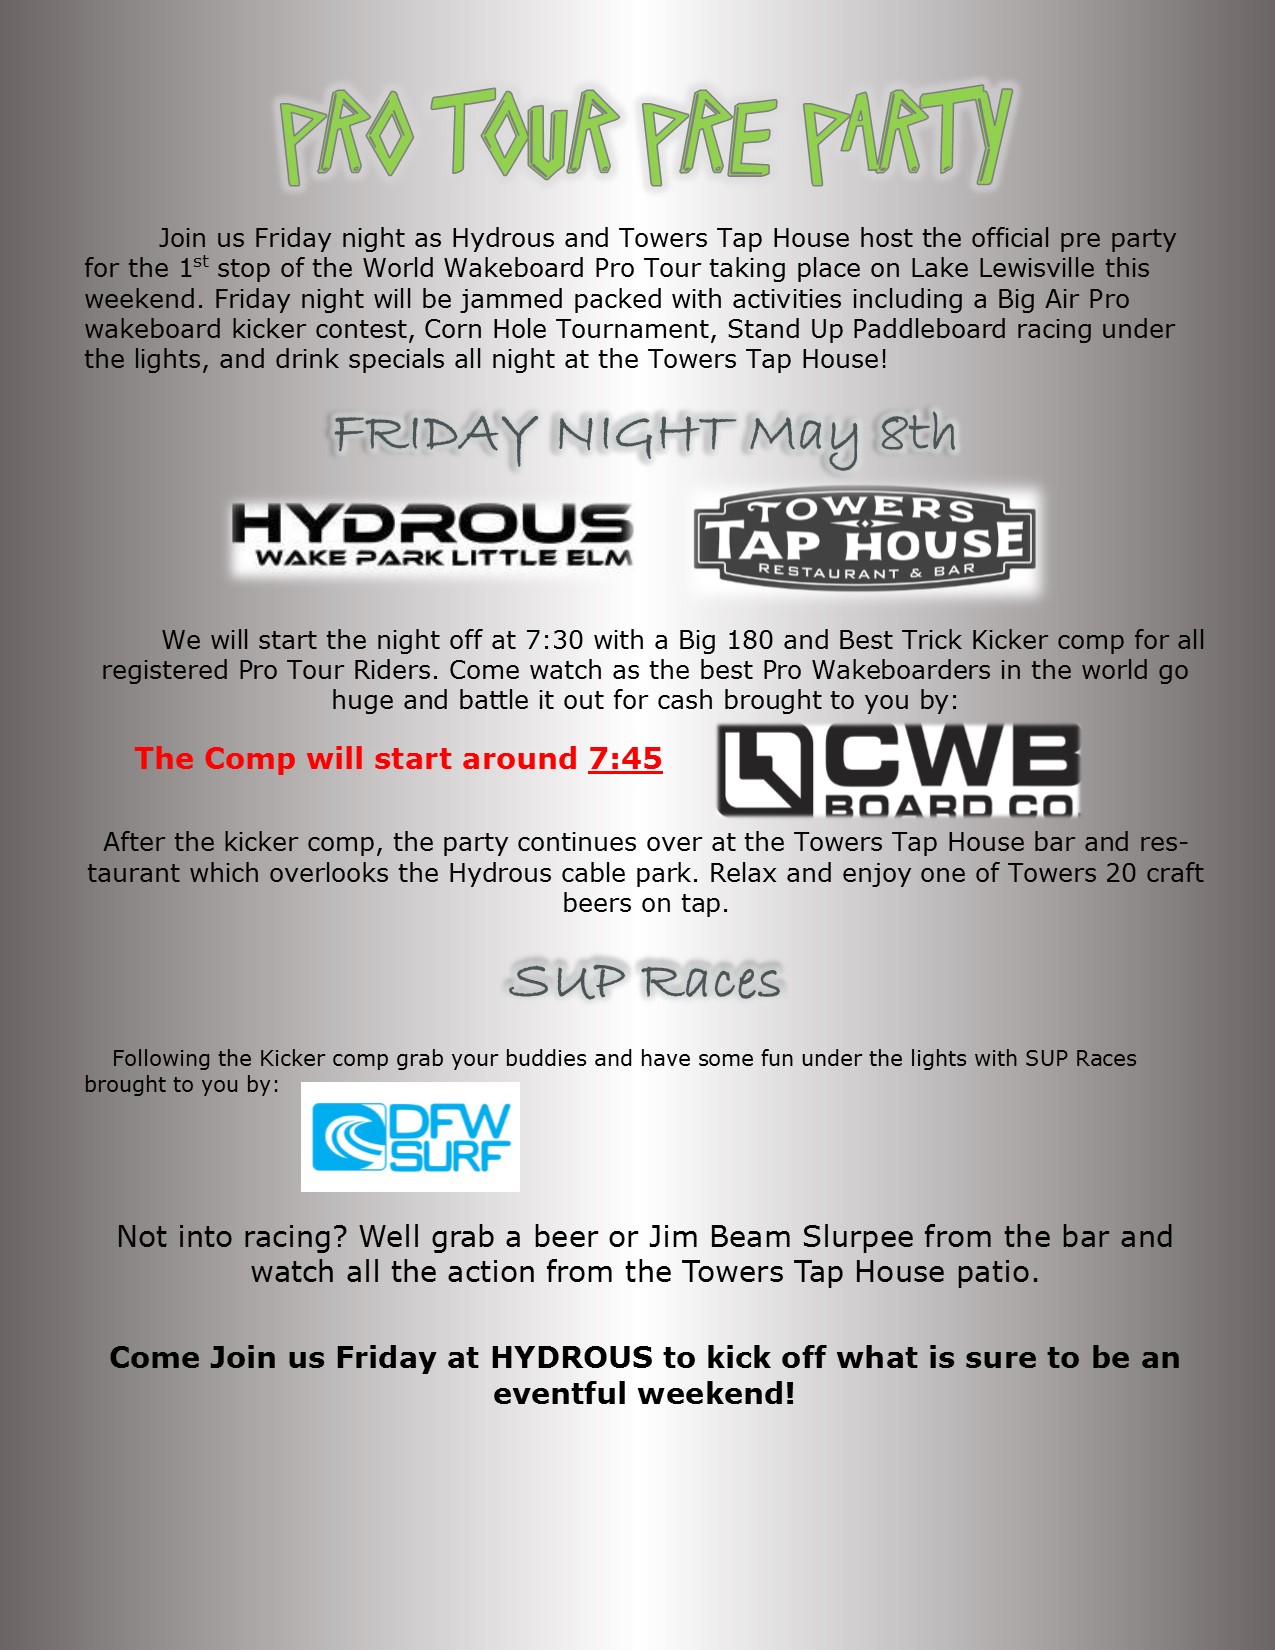 PRO TOUR PRE PARTY
Join us Friday night as Hydrous and Towers Tap House host the official pre party
for the 1st stop of the World Wakeboard Pro Tour taking place on Lake Lewisville this
weekend. Friday night will be jammed packed with activities including a Big Air Pro
wakeboard kicker contest, Corn Hole Tournament, Stand Up Paddleboard racing under
the lights, and drink specials all night at the Towers Tap House!
FRIDAY NIGHT May 8th
HYDROUS
WAKE PARK LITTLE ELM
TOWERS
TAP HOUSE
RESTAURANT & BAR
We will start the night off at 7:30 with a Big 180 and Best Trick Kicker comp for all
registered Pro Tour Riders. Come watch as the best Pro Wakeboarders in the world go
huge and battle it out for cash brought to you by:
The Comp will start around 7:45
CWB
BOARD CO.
After the kicker comp, the party continues over at the Towers Tap House bar and res-
taurant which overlooks the Hydrous cable park. Relax and enjoy one of Towers 20 craft
beers on tap.
SUP Races
Following the Kicker comp grab your buddies and have some fun under the lights with SUP Races
brought to you by:
DFW
SURF
Not into racing? Well grab a beer or Jim Beam Slurpee from the bar and
watch all the action from the Towers Tap House patio.
Come Join us Friday at HYDROUS to kick off what is sure to be an
eventful weekend!